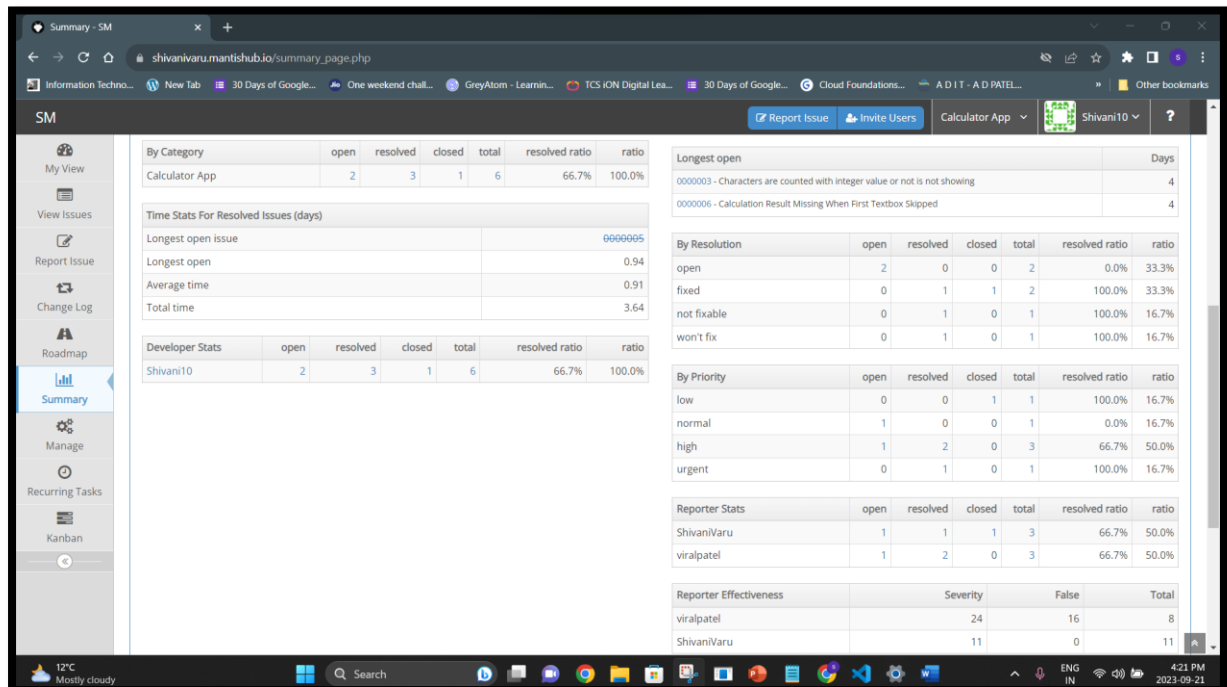 Summary - SM
shivanivaru.mantishub.io/summary_page.php
S
Information Techno... New Tab 30 Days of Google... One weekend chall... GreyAtom - Learnin... TCS iON Digital Lea... 30 Days of Google... Cloud Foundations... A D I T - A D PATEL... » Other bookmarks
SM Report Issue Invite Users Calculator App Shivani10 ?
My View
View Issues
Report Issue
Change Log
Roadmap
Summary
Manage
Recurring Tasks
Kanban
By Category open resolved closed total resolved ratio ratio
Calculator App 2 3 1 6 66.7% 100.0%
Time Stats For Resolved Issues (days)
Longest open issue 0000005
Longest open 0.94
Average time 0.91
Total time 3.64
Developer Stats open resolved closed total resolved ratio ratio
Shivani10 2 3 1 6 66.7% 100.0%
Longest open Days
0000003 - Characters are counted with integer value or not is not showing 4
0000006 - Calculation Result Missing When First Textbox Skipped 4
By Resolution open resolved closed total resolved ratio ratio
open 2 0 0 2 0.0% 33.3%
fixed 0 1 1 2 100.0% 33.3%
not fixable 0 1 0 1 100.0% 16.7%
won't fix 0 1 0 1 100.0% 16.7%
By Priority open resolved closed total resolved ratio ratio
low 0 0 1 1 100.0% 16.7%
normal 1 0 0 1 0.0% 16.7%
high 1 2 0 3 66.7% 50.0%
urgent 0 1 0 1 100.0% 16.7%
Reporter Stats open resolved closed total resolved ratio ratio
ShivaniVaru 1 1 1 3 66.7% 50.0%
viralpatel 1 2 0 3 66.7% 50.0%
Reporter Effectiveness Severity False Total
viralpatel 24 16 8
ShivaniVaru 11 0 11
12°C
Mostly cloudy
Search
ENG
IN
4:21 PM
2023-09-21